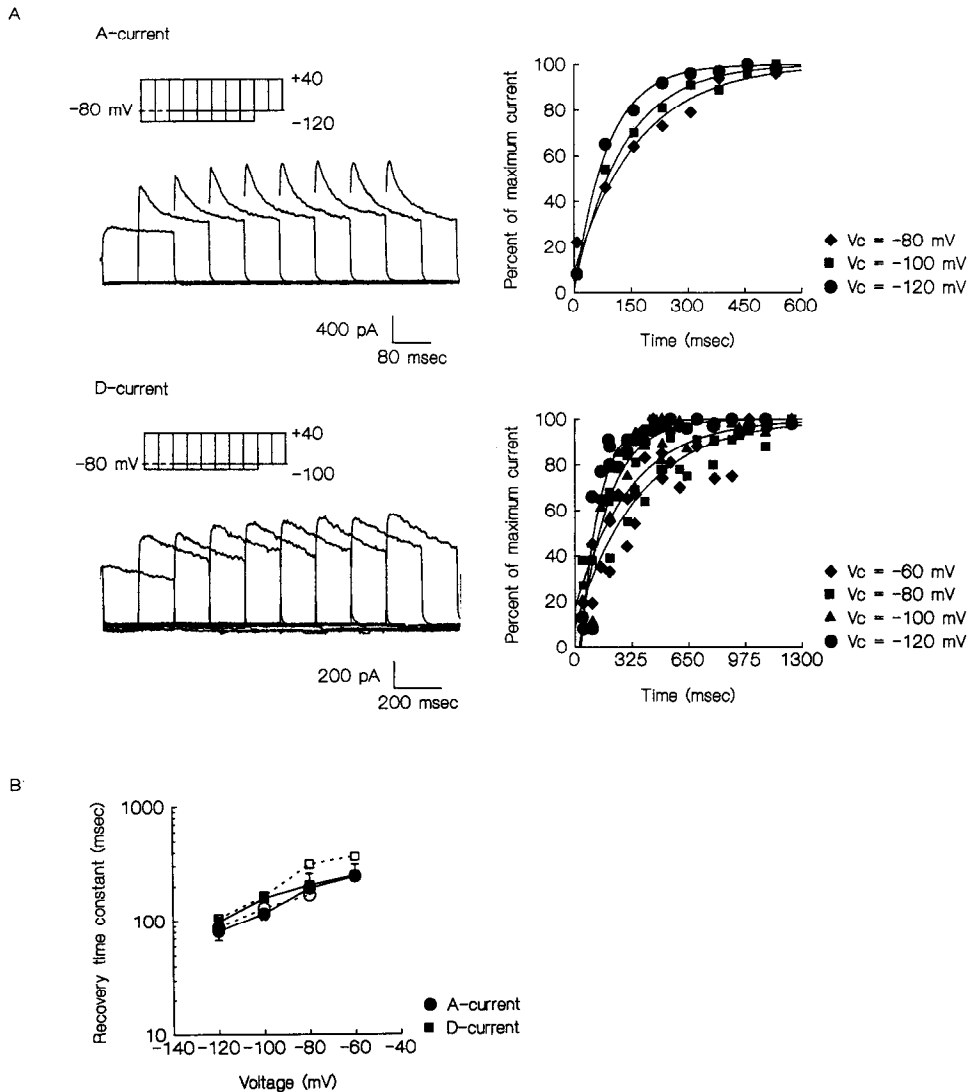 A
A-current
+40
-80 mV
-120
400 pA
80 msec
Percent of maximum current
100
80
60
40
20
0
0 150 300 450 600
Time (msec)
Vc = -80 mV
Vc = -100 mV
Vc = -120 mV
D-current
+40
-80 mV
-100
200 pA
200 msec
Percent of maximum current
100
80
60
40
20
0
0 325 650 975 1300
Time (msec)
Vc = -60 mV
Vc = -80 mV
Vc = -100 mV
Vc = -120 mV
B
Recovery time constant (msec)
1000
100
10
-140 -120 -100 -80 -60 -40
Voltage (mV)
A-current
D-current